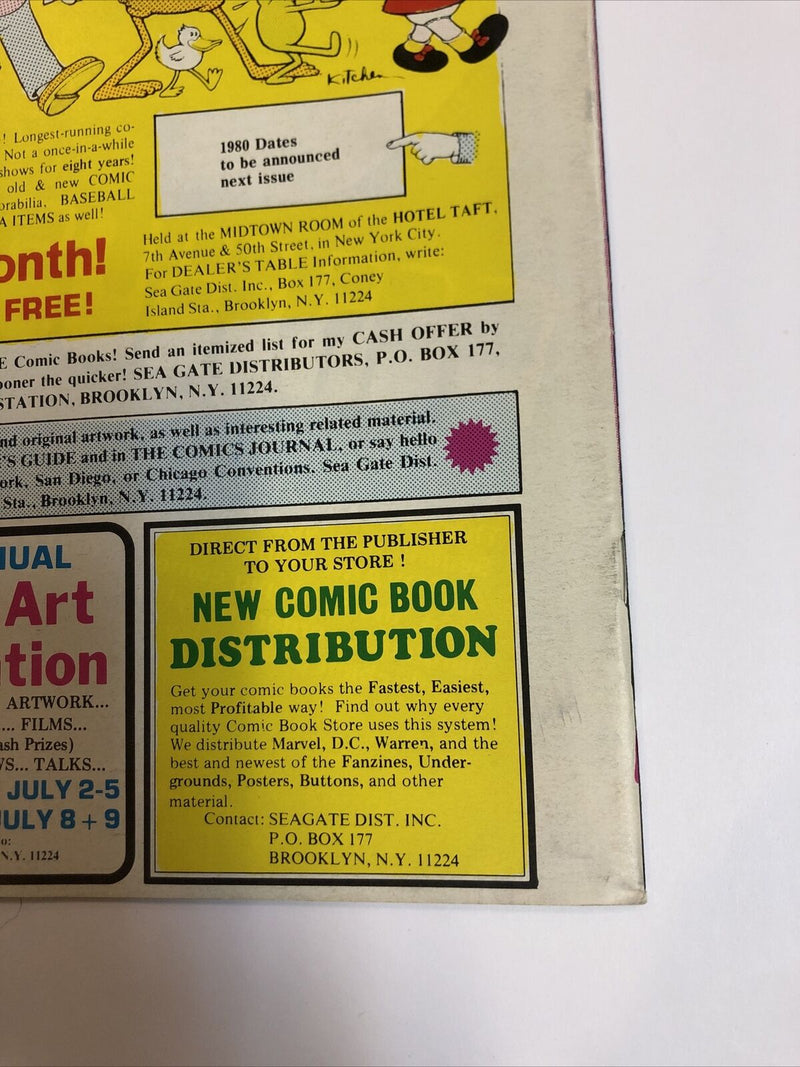 Kitchen
! Longest-running co-
Not a once-in-a-while
shows for eight years!
old & new COMIC
orabilia, BASEBALL
A ITEMS as well!
onth!
FREE!
1980 Dates
to be announced
next issue
Held at the MIDTOWN ROOM of the HOTEL TAFT,
7th Avenue & 50th Street, in New York City.
For DEALER'S TABLE Information, write:
Sea Gate Dist. Inc., Box 177, Coney
Island Sta., Brooklyn, N.Y. 11224
E Comic Books! Send an itemized list for my CASH OFFER by
ooner the quicker! SEA GATE DISTRIBUTORS, P.O. BOX 177,
STATION, BROOKLYN, N.Y. 11224.
nd original artwork, as well as interesting related material.
'S GUIDE and in THE COMICS JOURNAL, or say hello
ork, San Diego, or Chicago Conventions. Sea Gate Dist.
Sta., Brooklyn, N.Y. 11224.
UAL
Art
tion
ARTWORK...
... FILMS...
ash Prizes)
S... TALKS...
JULY 2-5
JULY 8 + 9
o:
N.Y. 11224
DIRECT FROM THE PUBLISHER
TO YOUR STORE !
NEW COMIC BOOK
DISTRIBUTION
Get your comic books the Fastest, Easiest,
most Profitable way! Find out why every
quality Comic Book Store uses this system!
We distribute Marvel, D.C., Warren, and the
best and newest of the Fanzines, Under-
grounds, Posters, Buttons, and other
material.
Contact: SEAGATE DIST. INC.
P.O. BOX 177
BROOKLYN, N.Y. 11224